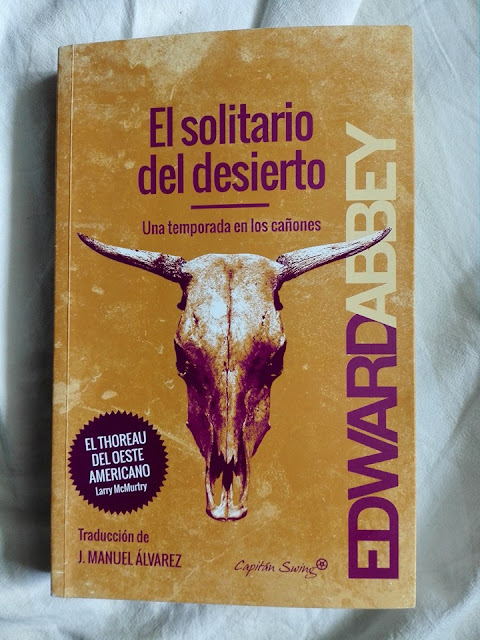 El solitario
del desierto
Una temporada en los cañones
EDWARD ABBEY
EL THOREAU
DEL OESTE
AMERICANO
Larry McMurtry
Traducción de
J. MANUEL ÁLVAREZ
Capitán Swing